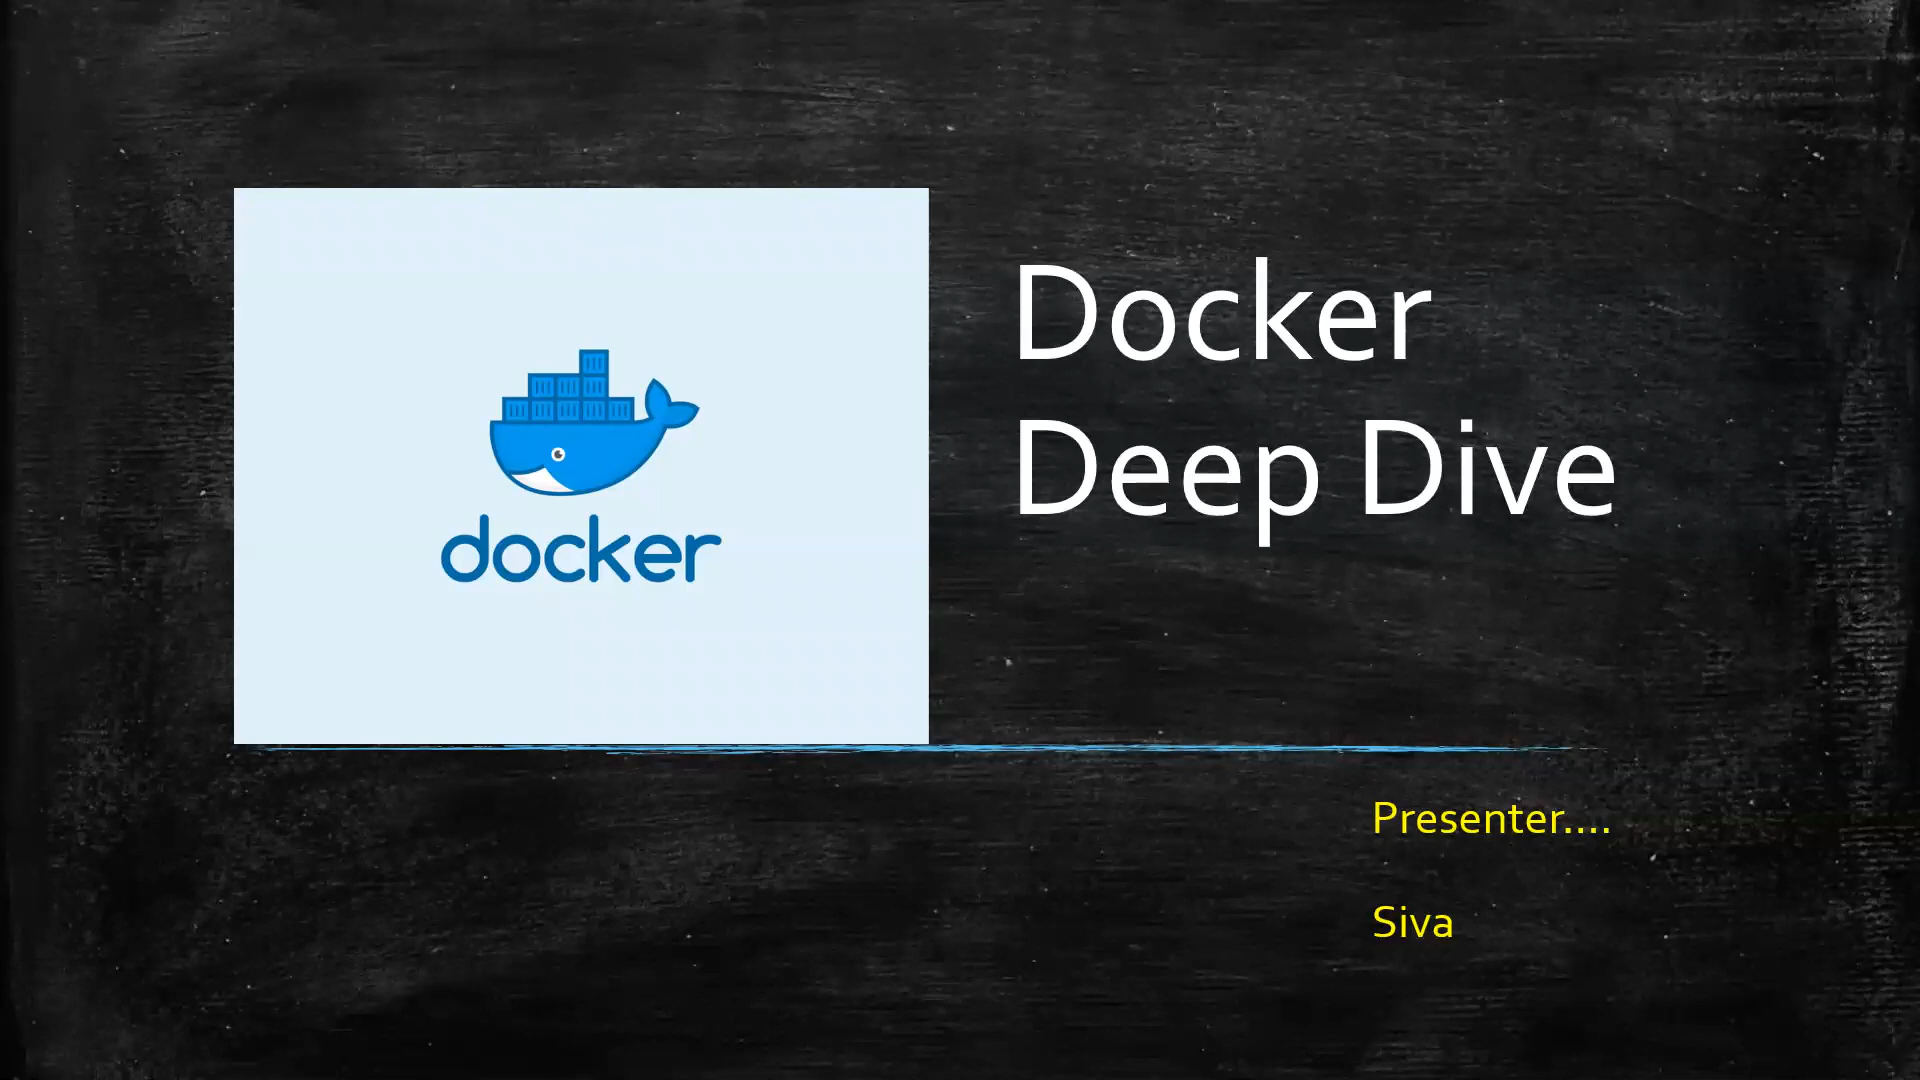 docker
Docker
Deep Dive
Presenter....
Siva